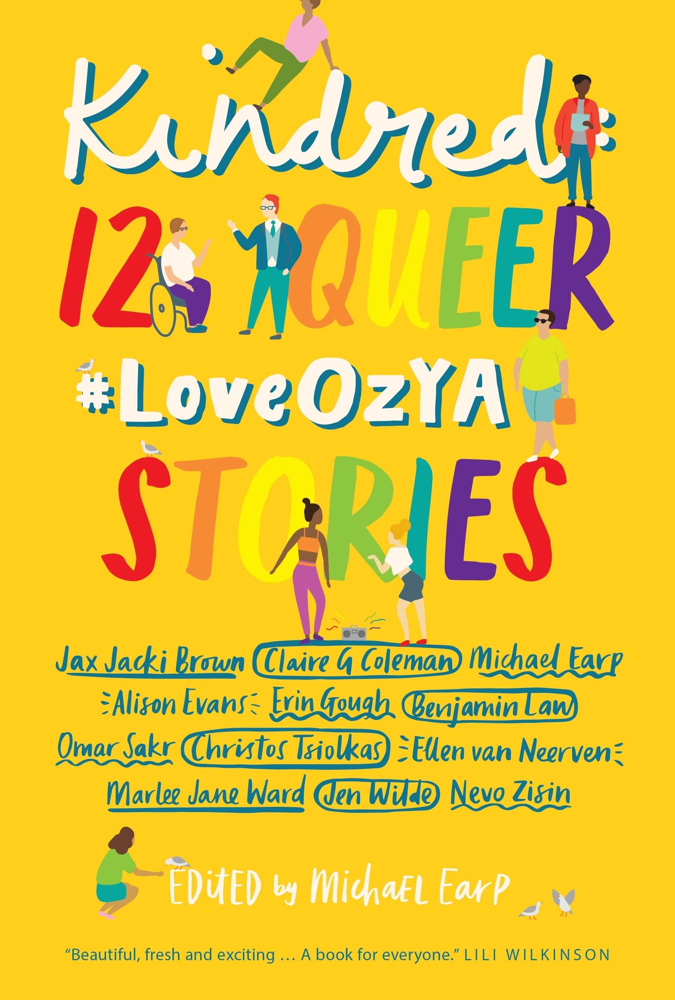 Kindred:
12 QUEER
#LoveOzYA
STORIES
Jax Jacki Brown Claire G Coleman Michael Earp
Alison Evans Erin Gough Benjamin Law
Omar Sakr Christos Tsiolkas Ellen van Neerven
Marlee Jane Ward Jen Wilde Nevo Zisin
EDiTED by MichaEL EarP
“Beautiful, fresh and exciting … A book for everyone.” LILI WILKINSON